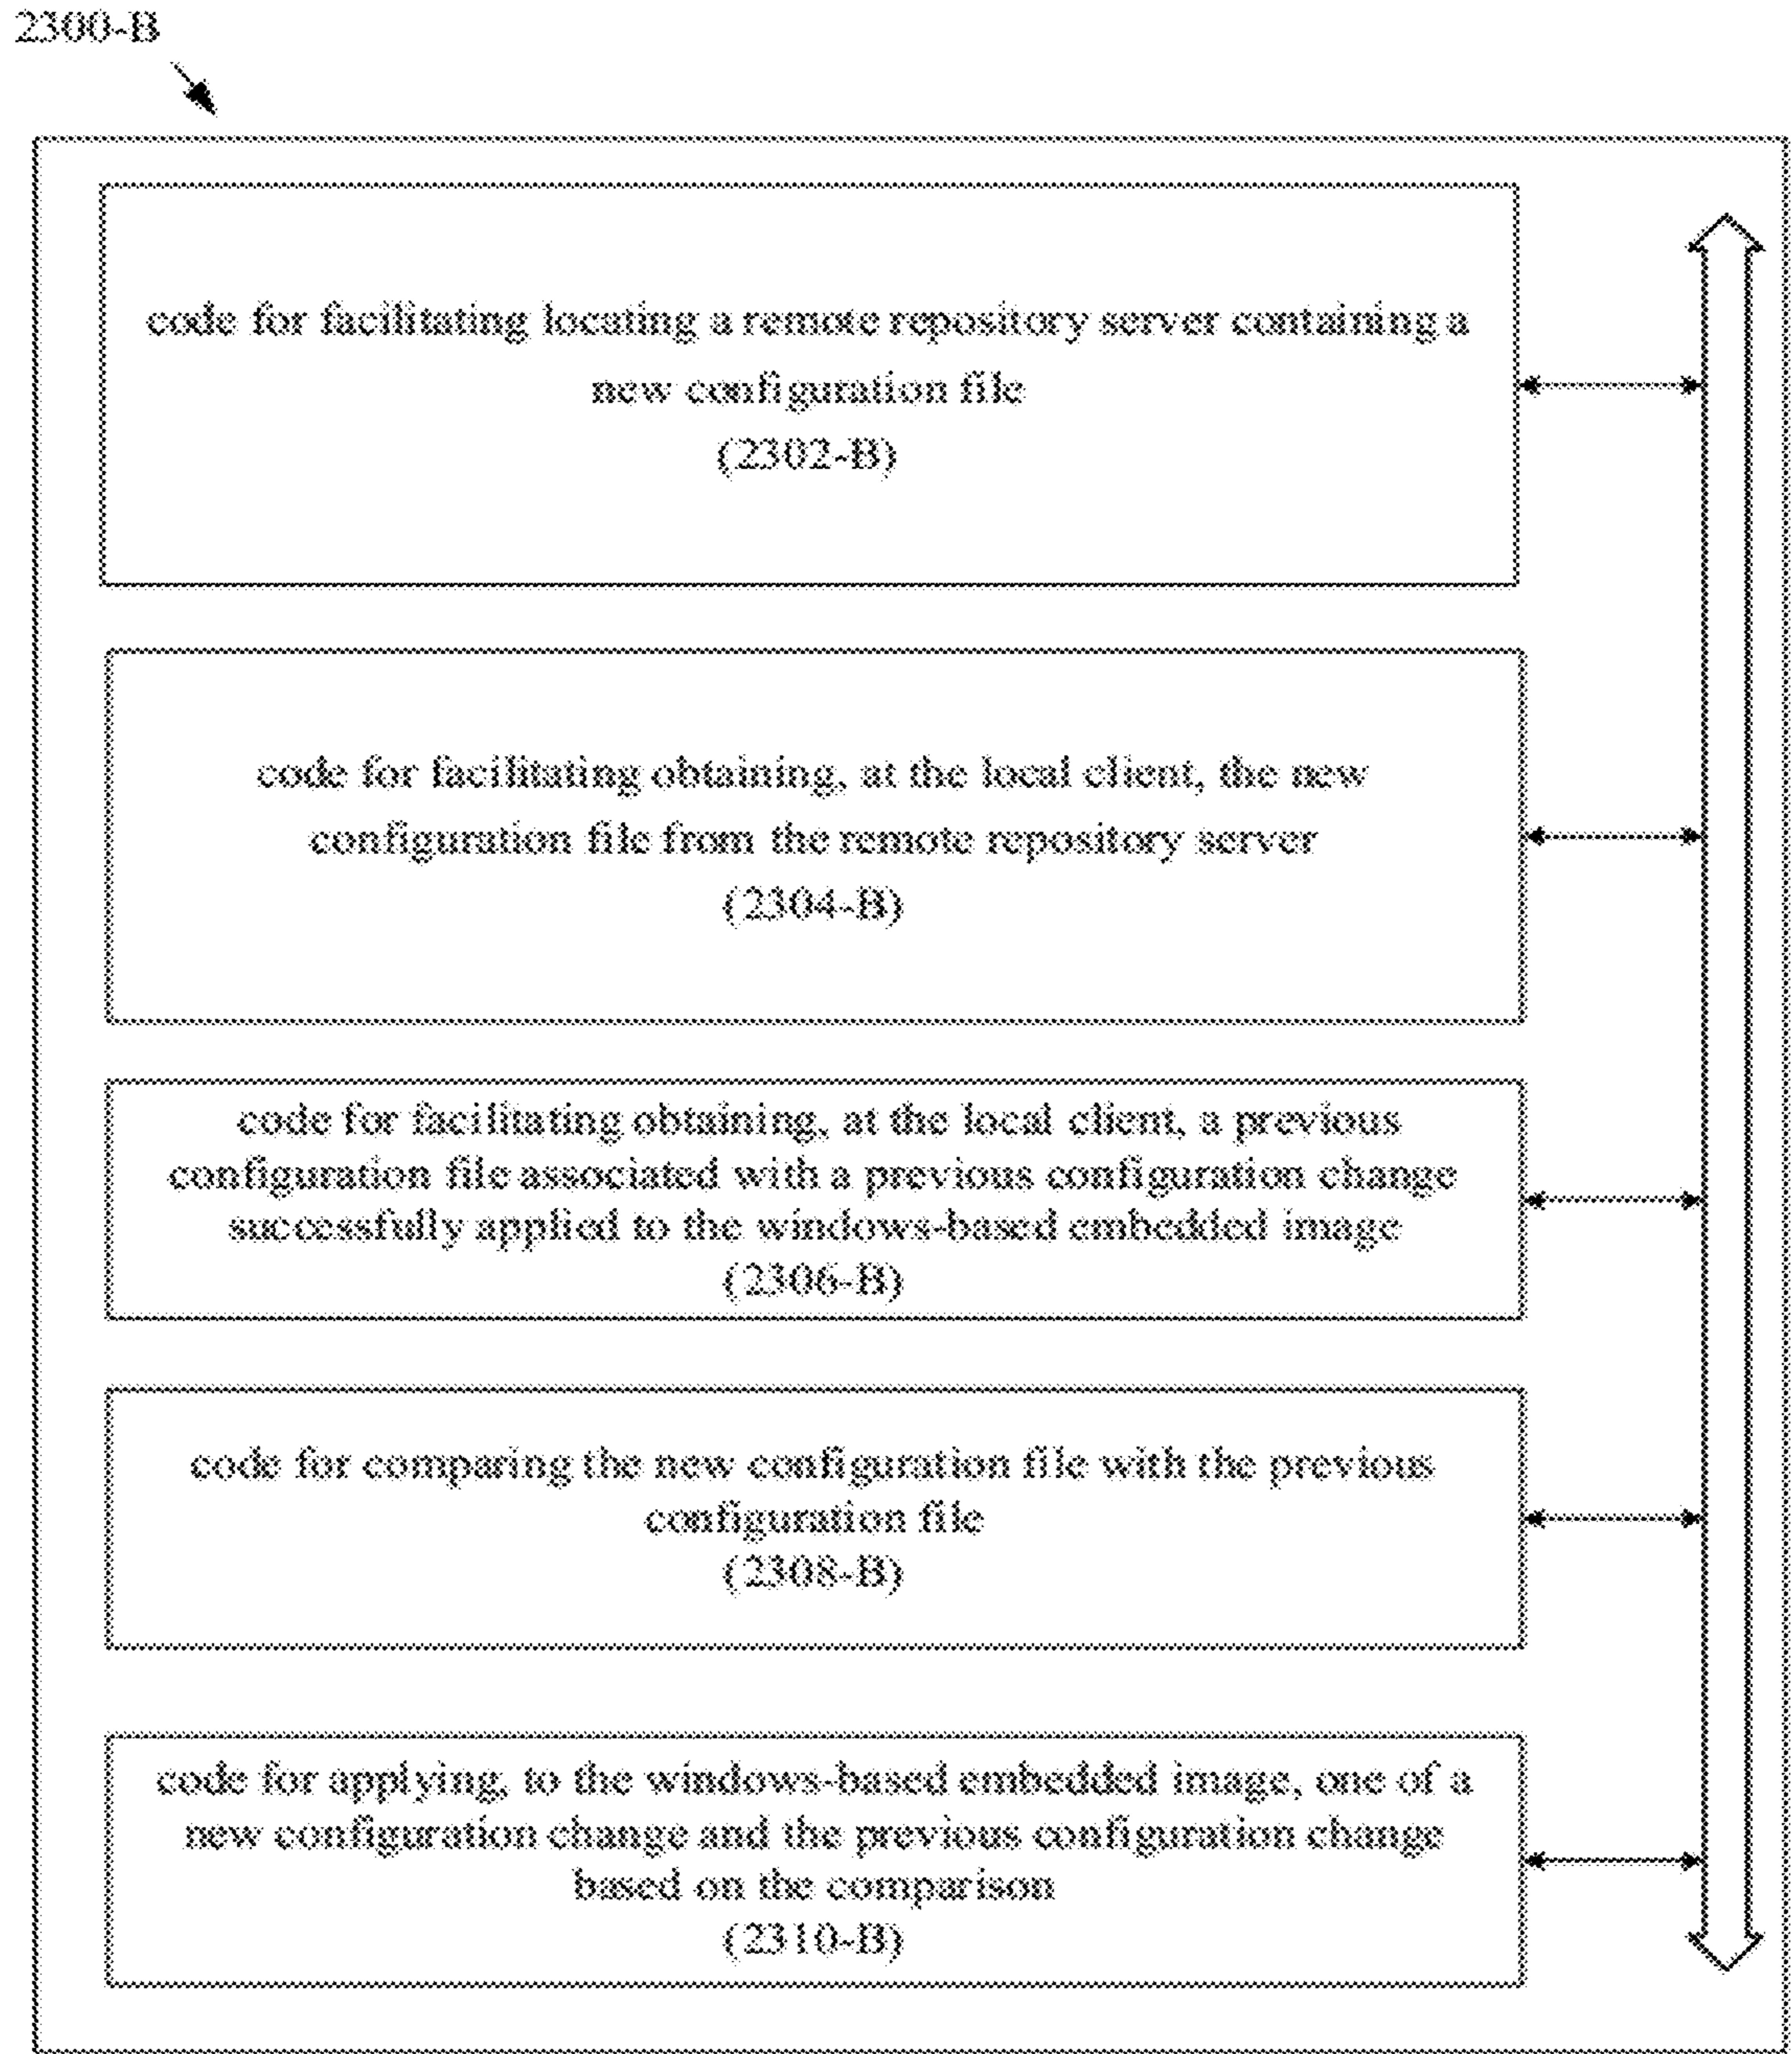 2300-B
code for facilitating locating a remote repository server containing a
new configuration file
(2302-B)
code for facilitating obtaining, at the local client, the new
configuration file from the remote repository server
(2304-B)
code for facilitating obtaining, at the local client, a previous
configuration file associated with a previous configuration change
successfully applied to the windows-based embedded image
(2306-B)
code for comparing the new configuration file with the previous
configuration file
(2308-B)
code for applying, to the windows-based embedded image, one of a
new configuration change and the previous configuration change
based on the comparison
(2310-B)